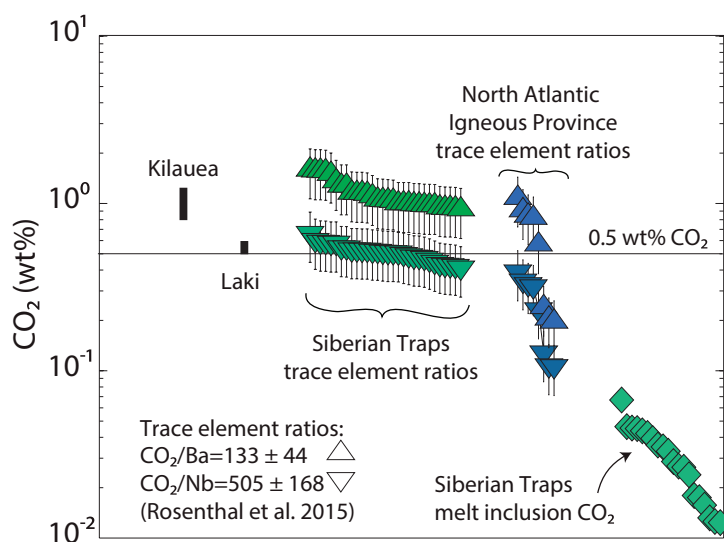 10¹
10⁰
10⁻¹
10⁻²
CO₂ (wt%)
Kilauea
Laki
Siberian Traps
trace element ratios
North Atlantic
Igneous Province
trace element ratios
0.5 wt% CO₂
Trace element ratios:
CO₂/Ba=133 ± 44
CO₂/Nb=505 ± 168
(Rosenthal et al. 2015)
Siberian Traps
melt inclusion CO₂